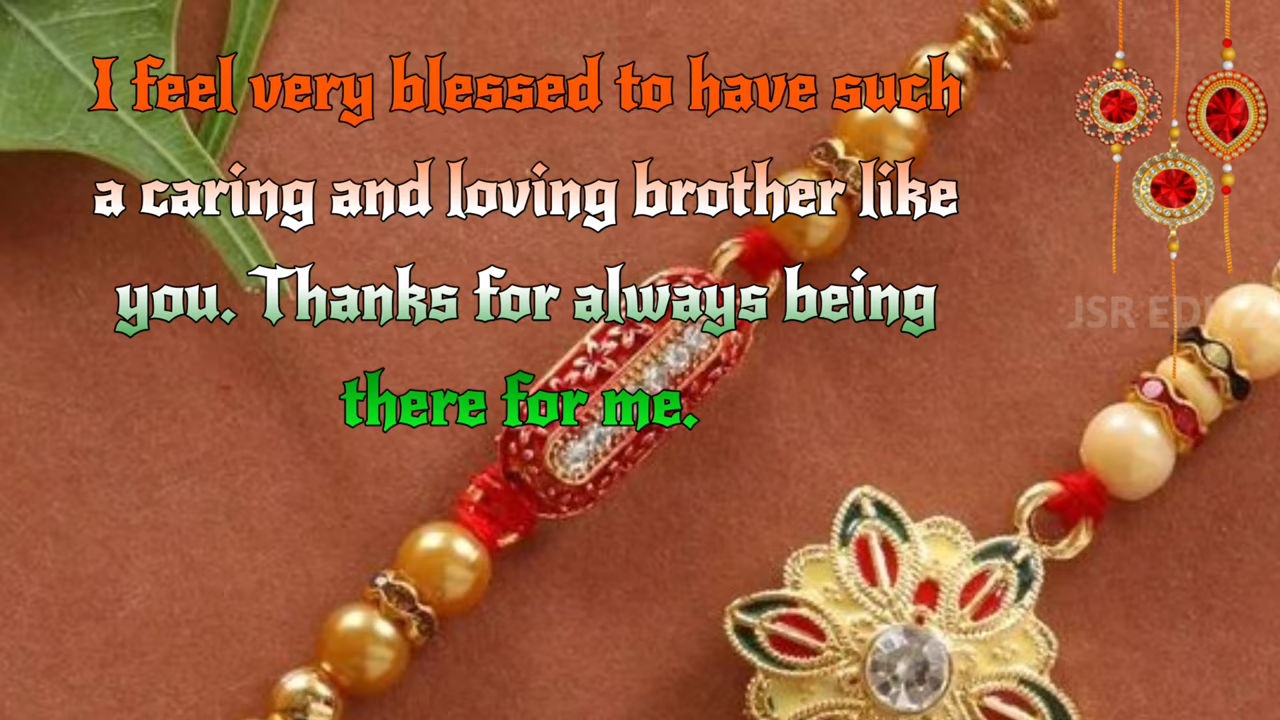 I feel very blessed to have such
a caring and loving brother like
you. Thanks for always being
there for me.
JSR EDITZ